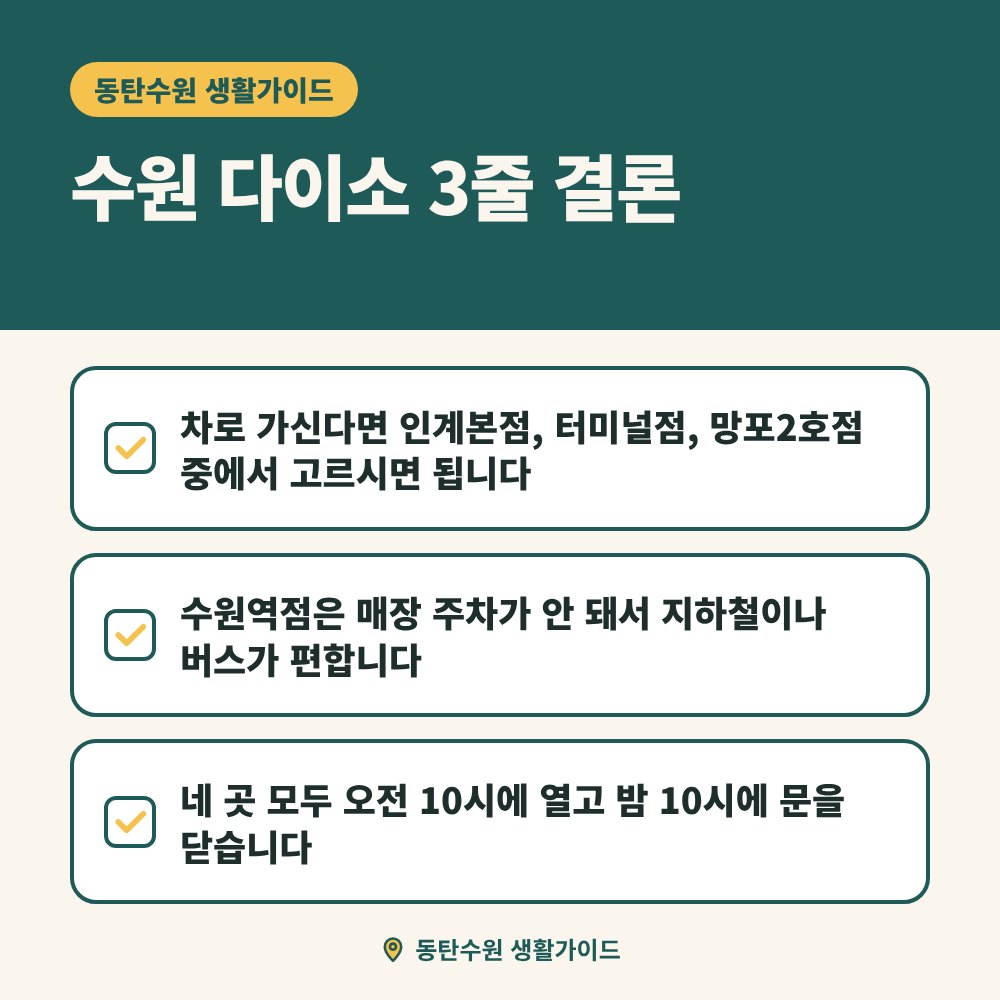 동탄수원 생활가이드
수원 다이소 3줄 결론
차로 가신다면 인계본점, 터미널점, 망포2호점
중에서 고르시면 됩니다
수원역점은 매장 주차가 안 돼서 지하철이나
버스가 편합니다
네 곳 모두 오전 10시에 열고 밤 10시에 문을
닫습니다
동탄수원 생활가이드